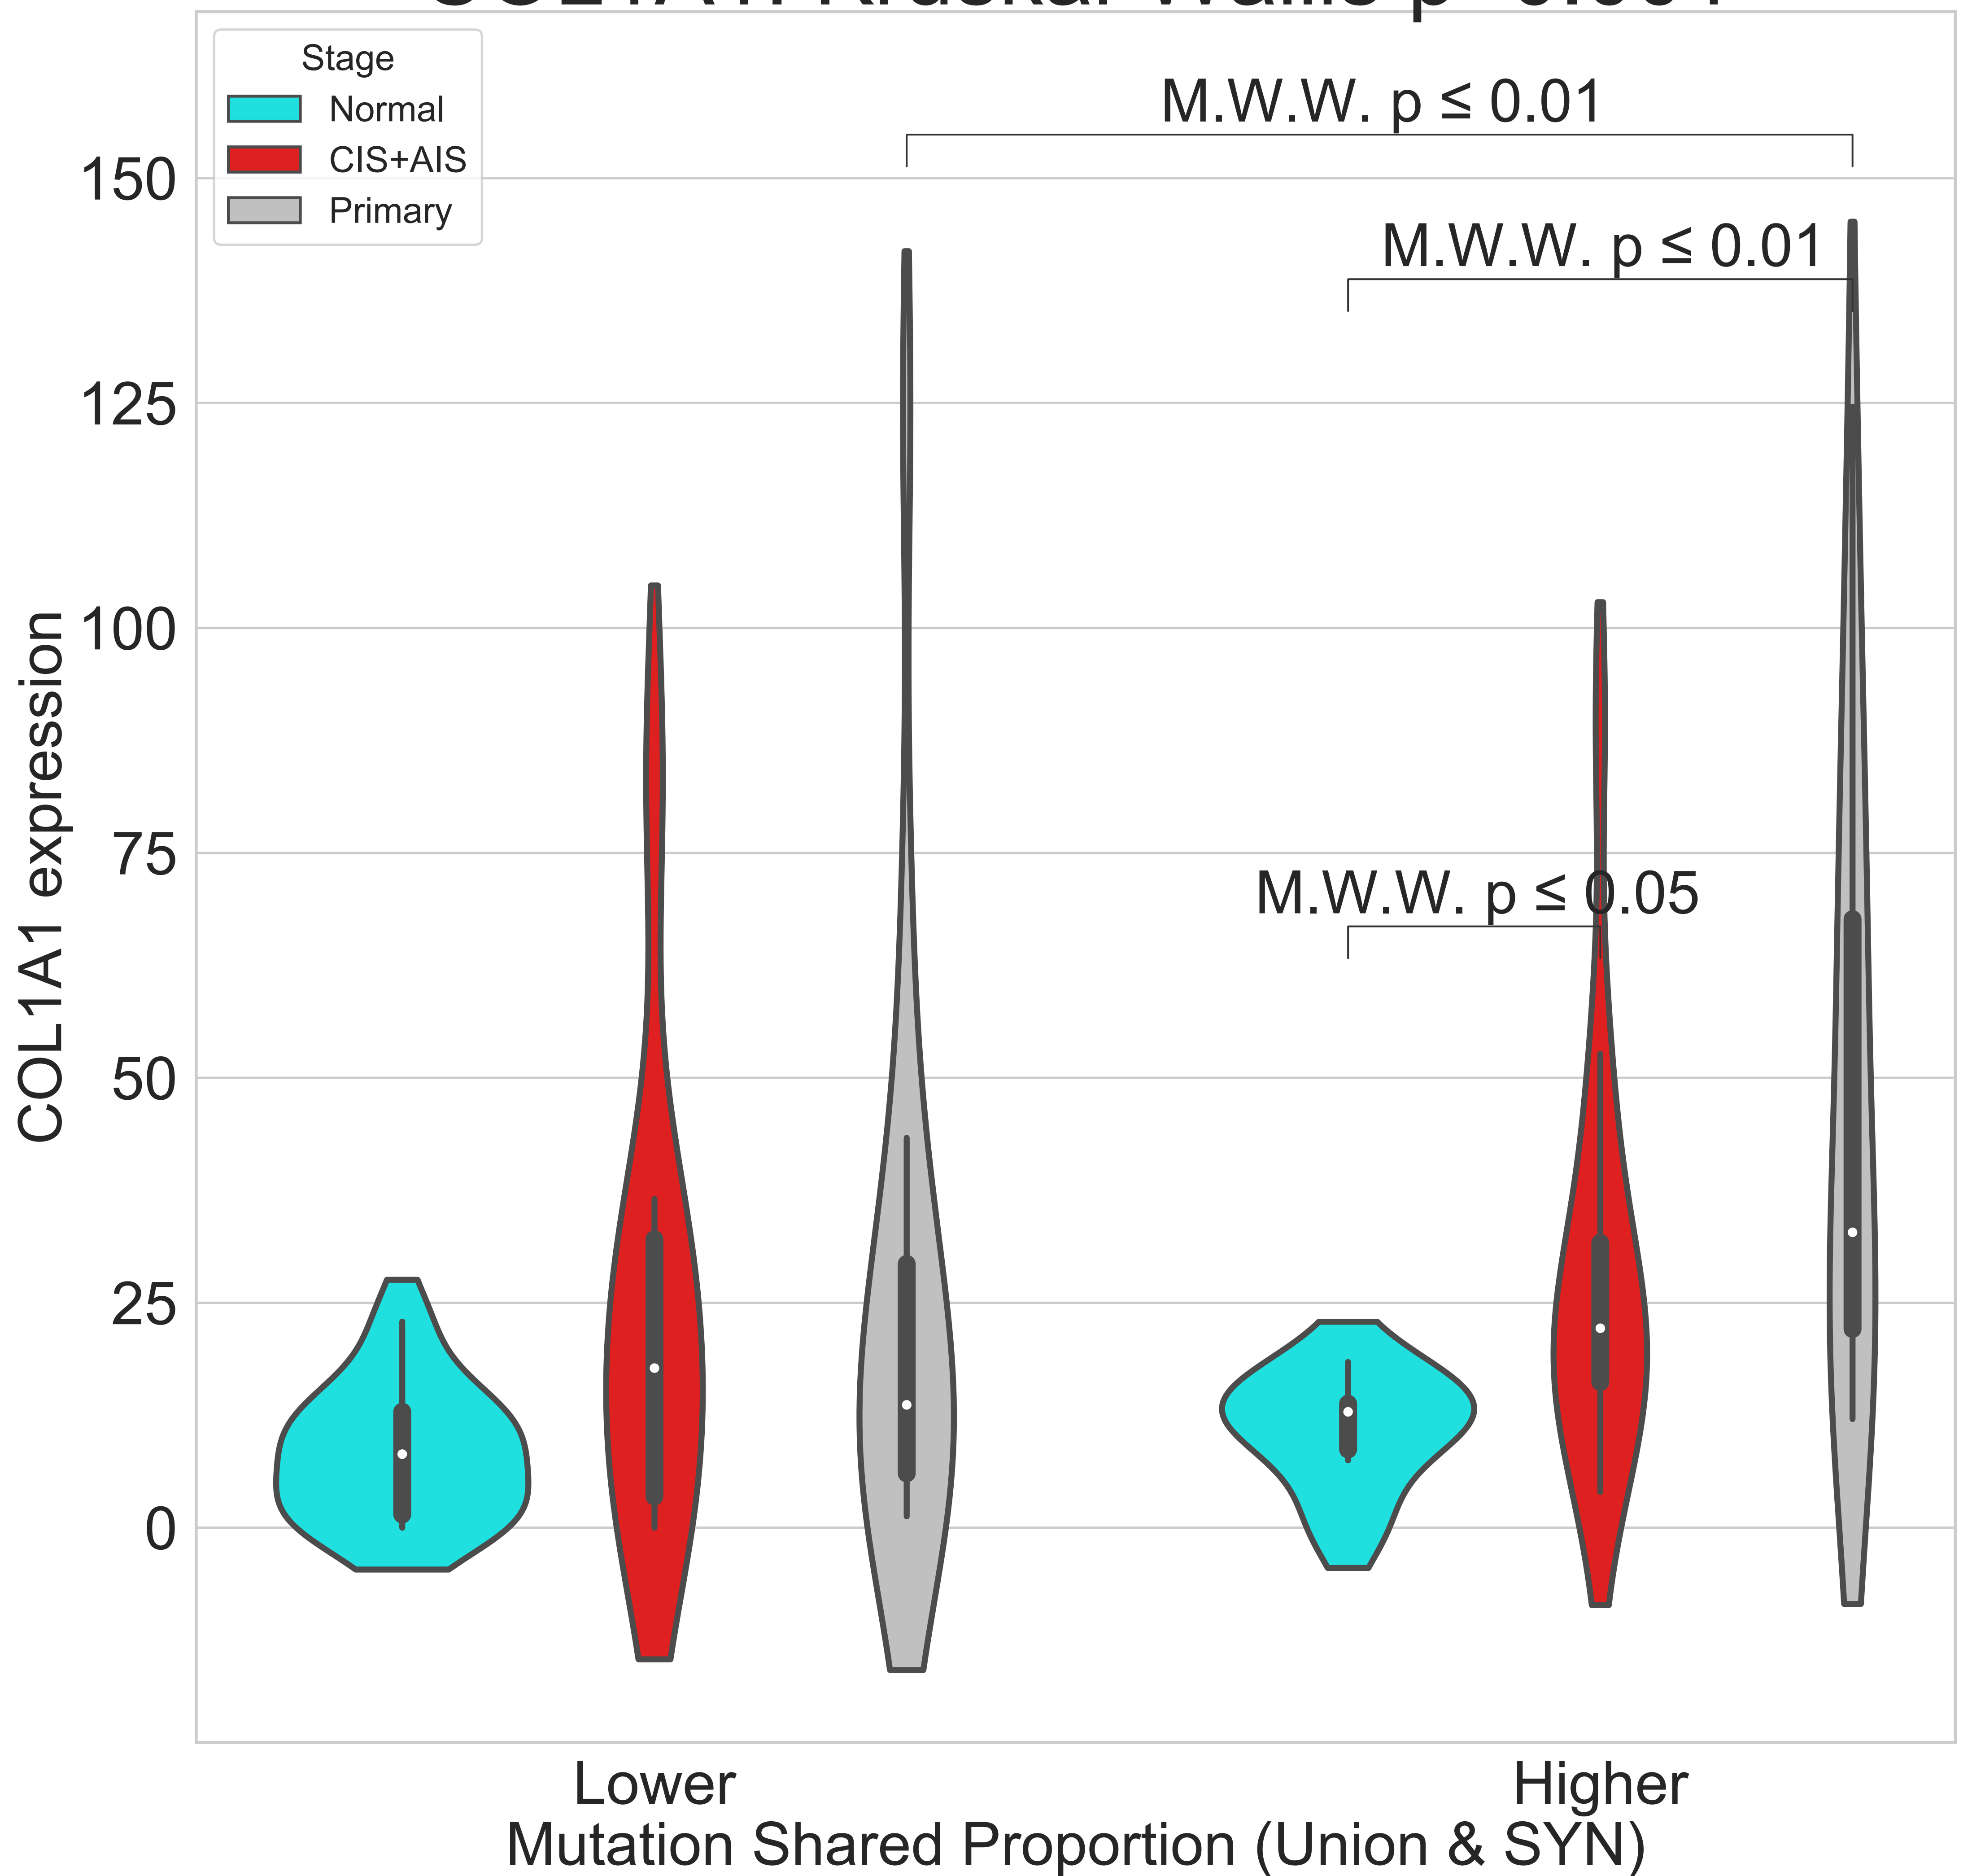 Stage
Normal
CIS+AIS
Primary
M.W.W. p ≤ 0.01
M.W.W. p ≤ 0.01
M.W.W. p ≤ 0.05
150
125
100
75
50
25
0
COL1A1 expression
Lower
Higher
Mutation Shared Proportion (Union & SYN)